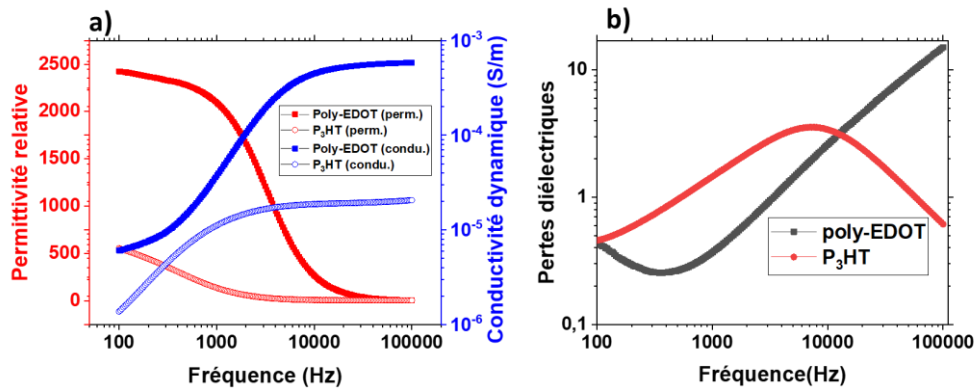 a)
Permittivité relative
2500
2000
1500
1000
500
0
Poly-EDOT (perm.)
P₃HT (perm.)
Poly-EDOT (condu.)
P₃HT (condu.)
10⁻³
10⁻⁴
10⁻⁵
10⁻⁶
Conductivité dynamique (S/m)
100 1000 10000 100000
Fréquence (Hz)
b)
Pertes diélectriques
10
1
0,1
poly-EDOT
P₃HT
100 1000 10000 100000
Fréquence(Hz)